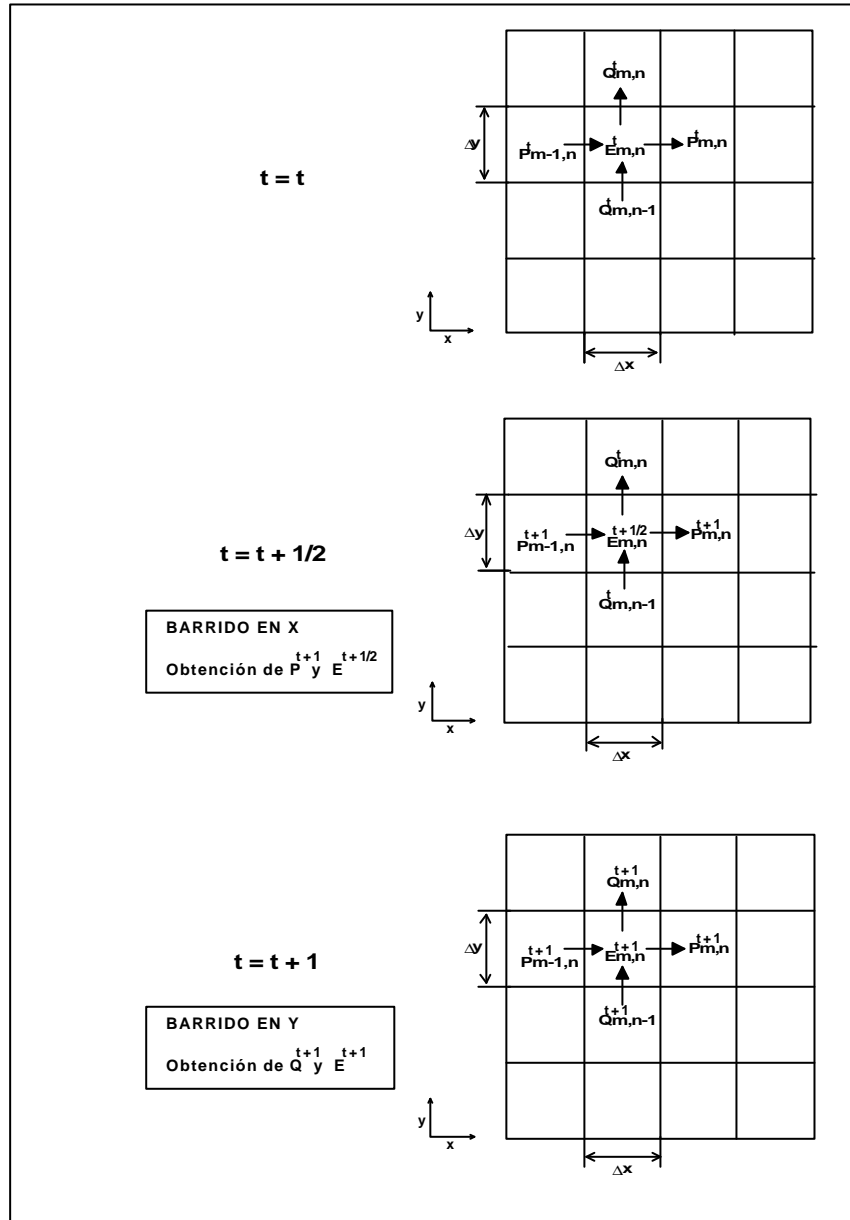 t
Qm,n
Δy
t
Pm-1,n
t
Em,n
t
Pm,n
t = t
t
Qm,n-1
y
x
Δx
t
Qm,n
Δy
t+1
Pm-1,n
t+1/2
Em,n
t+1
Pm,n
t = t + 1/2
t
Qm,n-1
BARRIDO EN X
t+1 t+1/2
Obtención de P y E
y
x
Δx
t+1
Qm,n
Δy
t+1
Pm-1,n
t+1
Em,n
t+1
Pm,n
t = t + 1
t+1
Qm,n-1
BARRIDO EN Y
t+1 t+1
Obtención de Q y E
y
x
Δx